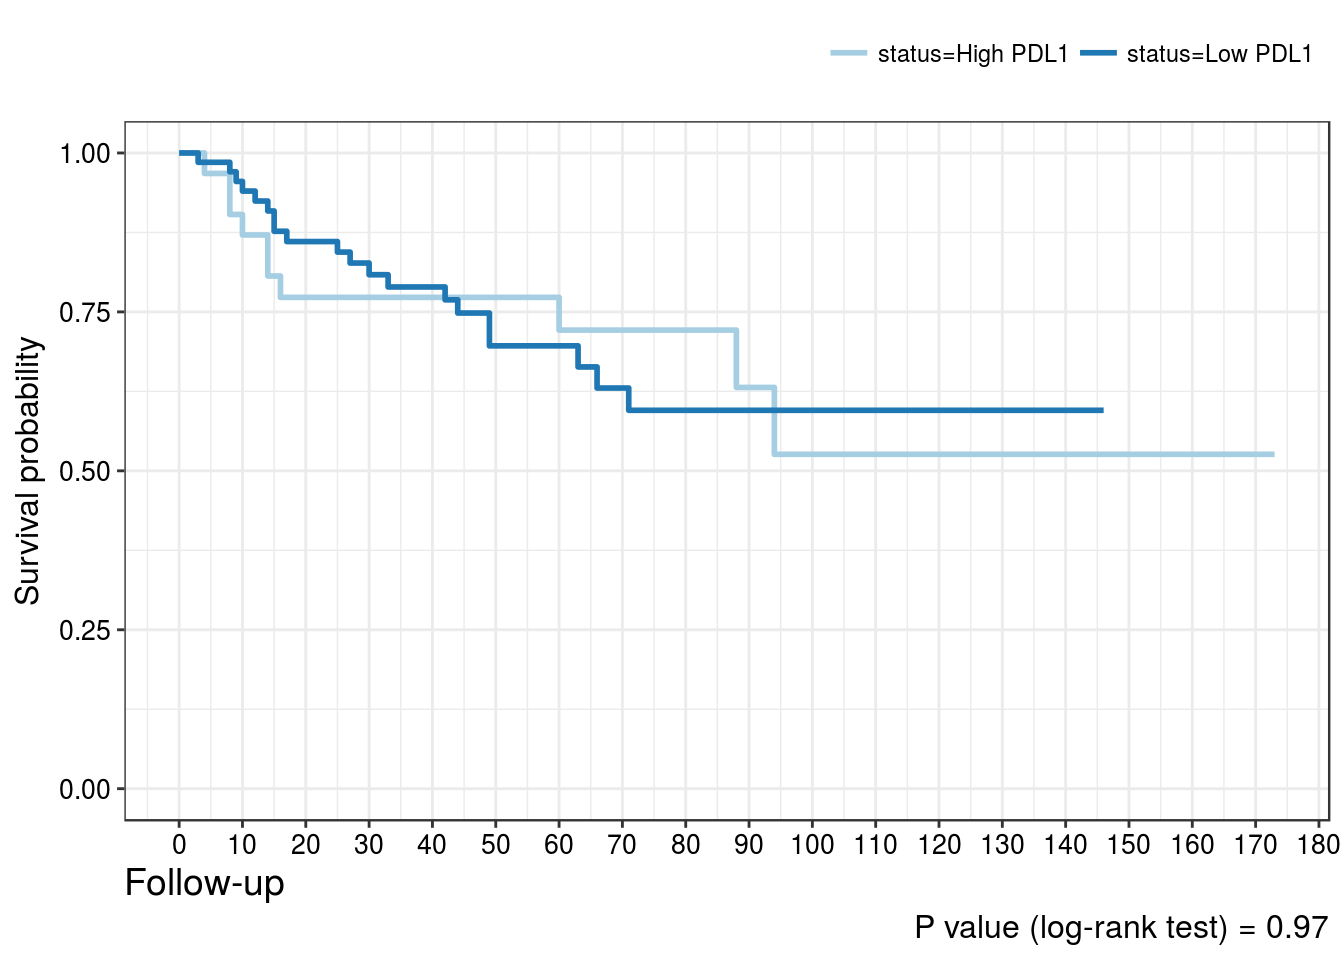 status=High PDL1 status=Low PDL1
Survival probability
1.00
0.75
0.50
0.25
0.00
0 10 20 30 40 50 60 70 80 90 100 110 120 130 140 150 160 170 180
Follow-up
P value (log-rank test) = 0.97